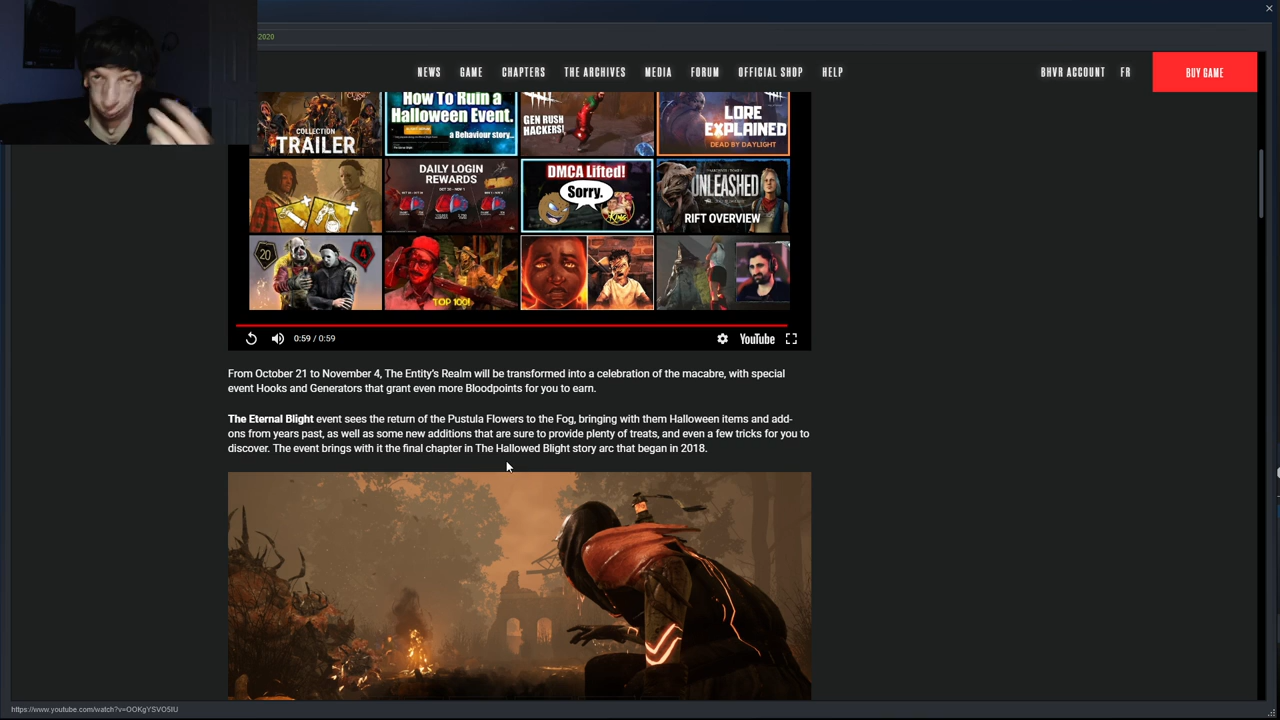 2020
NEWS GAME CHAPTERS THE ARCHIVES MEDIA FORUM OFFICIAL SHOP HELP BHVR ACCOUNT FR BUY GAME
COLLECTION
TRAILER
How To Ruin a
Halloween Event.
a Behaviour story...
GEN RUSH
HACKERS!
LORE
EXPLAINED
DEAD BY DAYLIGHT
DAILY LOGIN
REWARDS
DMCA Lifted!
Sorry.
KING
UNLEASHED
RIFT OVERVIEW
20
4
TOP 100!
0:59 / 0:59
YouTube
From October 21 to November 4, The Entity's Realm will be transformed into a celebration of the macabre, with special
event Hooks and Generators that grant even more Bloodpoints for you to earn.
The Eternal Blight event sees the return of the Pustula Flowers to the Fog, bringing with them Halloween items and add-
ons from years past, as well as some new additions that are sure to provide plenty of treats, and even a few tricks for you to
discover. The event brings with it the final chapter in The Hallowed Blight story arc that began in 2018.
https://www.youtube.com/watch?v=OOKgYSVO5IU